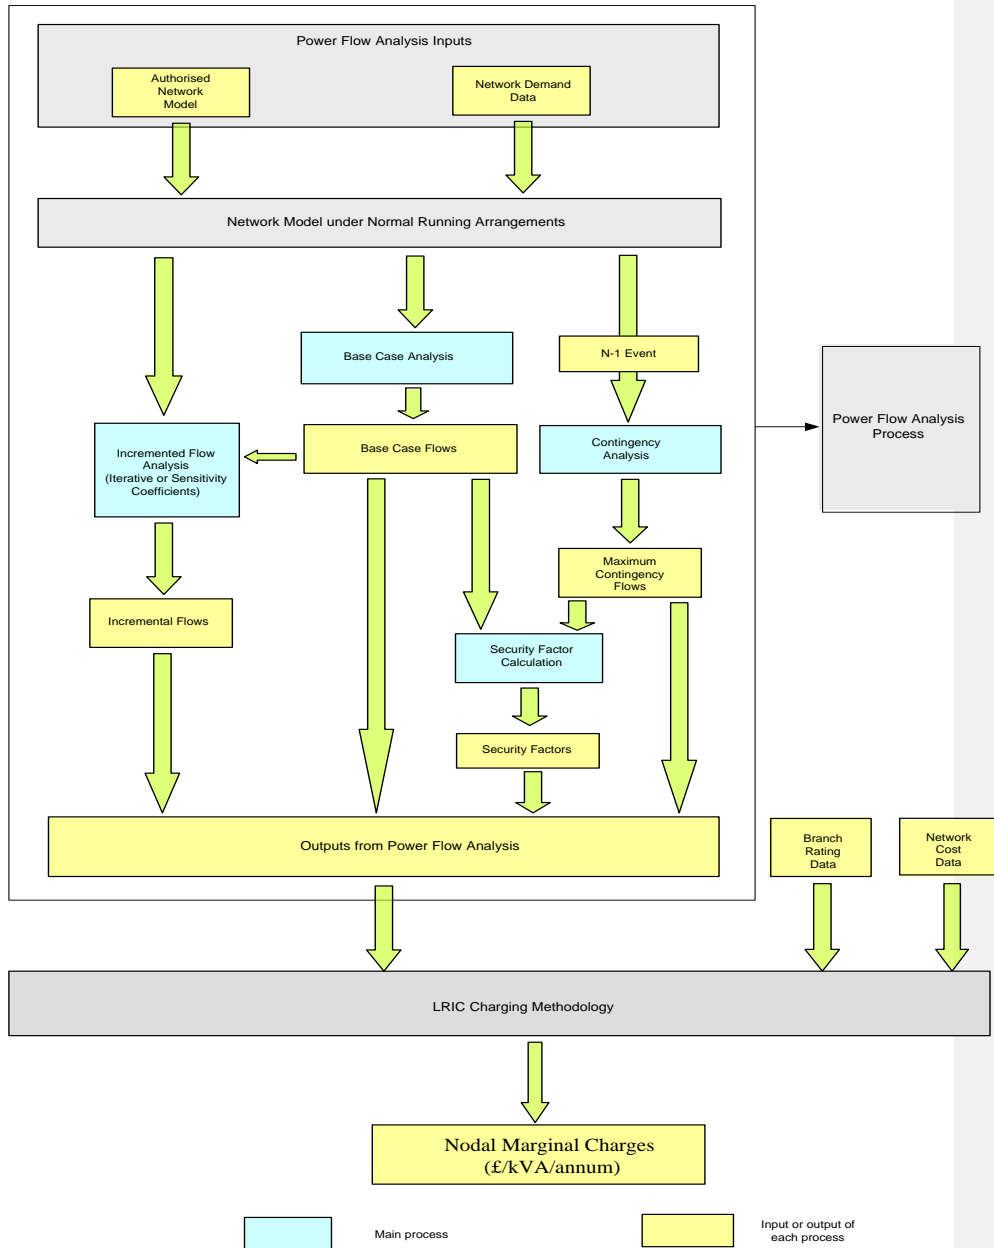 Power Flow Analysis Inputs
Authorised
Network
Model
Network Demand
Data
Network Model under Normal Running Arrangements
Base Case Analysis
N-1 Event
Power Flow Analysis
Process
Incremented Flow
Analysis
(Iterative or Sensitivity
Coefficients)
Base Case Flows
Contingency
Analysis
Maximum
Contingency
Flows
Incremental Flows
Security Factor
Calculation
Security Factors
Outputs from Power Flow Analysis
Branch
Rating
Data
Network
Cost
Data
LRIC Charging Methodology
Nodal Marginal Charges
(£/kVA/annum)
Main process
Input or output of
each process